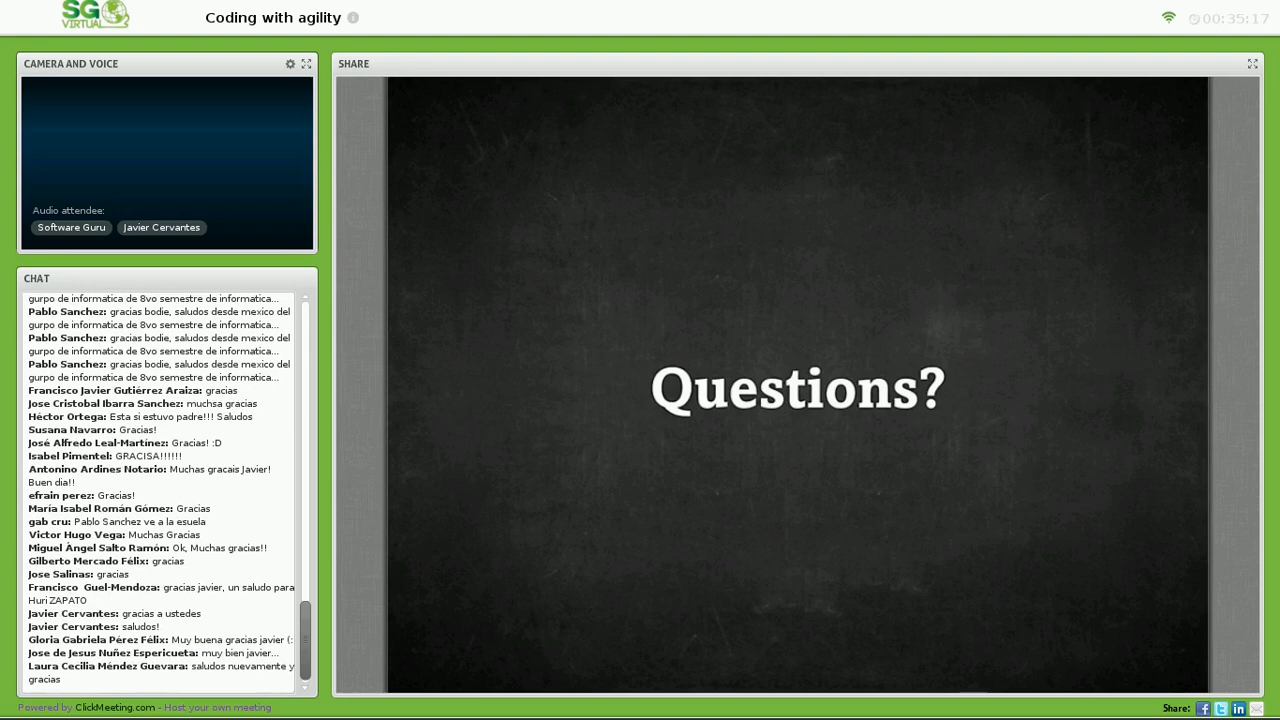 SG
VIRTUAL
Coding with agility
00:35:17
CAMERA AND VOICE
Audio attendee:
Software Guru
Javier Cervantes
CHAT
gurpo de informatica de 8vo semestre de informatica...
Pablo Sanchez: gracias bodie, saludos desde mexico del
gurpo de informatica de 8vo semestre de informatica...
Pablo Sanchez: gracias bodie, saludos desde mexico del
gurpo de informatica de 8vo semestre de informatica...
Pablo Sanchez: gracias bodie, saludos desde mexico del
gurpo de informatica de 8vo semestre de informatica...
Francisco Javier Gutiérrez Araiza: gracias
Jose Cristobal Ibarra Sanchez: muchsa gracias
Héctor Ortega: Esta si estuvo padre!!! Saludos
Susana Navarro: Gracias!
José Alfredo Leal-Martínez: Gracias! :D
Isabel Pimentel: GRACISA!!!!!!
Antonino Ardines Notario: Muchas gracais Javier!
Buen dia!!
efrain perez: Gracias!
María Isabel Román Gómez: Gracias
gab cru: Pablo Sanchez ve a la esuela
Victor Hugo Vega: Muchas Gracias
Miguel Àngel Salto Ramón: Ok, Muchas gracias!!
Gilberto Mercado Félix: gracias
Jose Salinas: gracias
Francisco  Guel-Mendoza: gracias javier, un saludo para
Huri ZAPATO
Javier Cervantes: gracias a ustedes
Javier Cervantes: saludos!
Gloria Gabriela Pérez Félix: Muy buena gracias javier (:
Jose de Jesus Nuñez Espericueta: muy bien javier...
Laura Cecilia Méndez Guevara: saludos nuevamente y
gracias
SHARE
Questions?
Powered by ClickMeeting.com - Host your own meeting
Share: